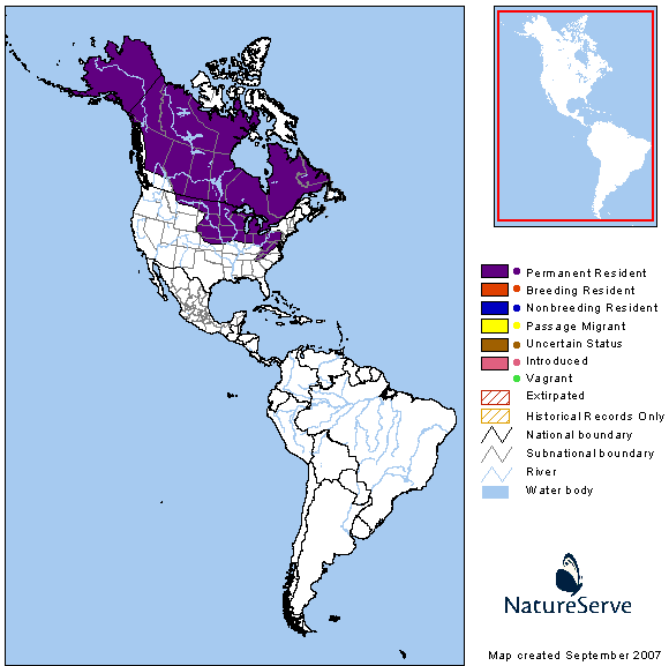 Permanent Resident
Breeding Resident
Nonbreeding Resident
Passage Migrant
Uncertain Status
Introduced
Vagrant
Extirpated
Historical Records Only
National boundary
Subnational boundary
River
Water body
NatureServe
Map created September 2007